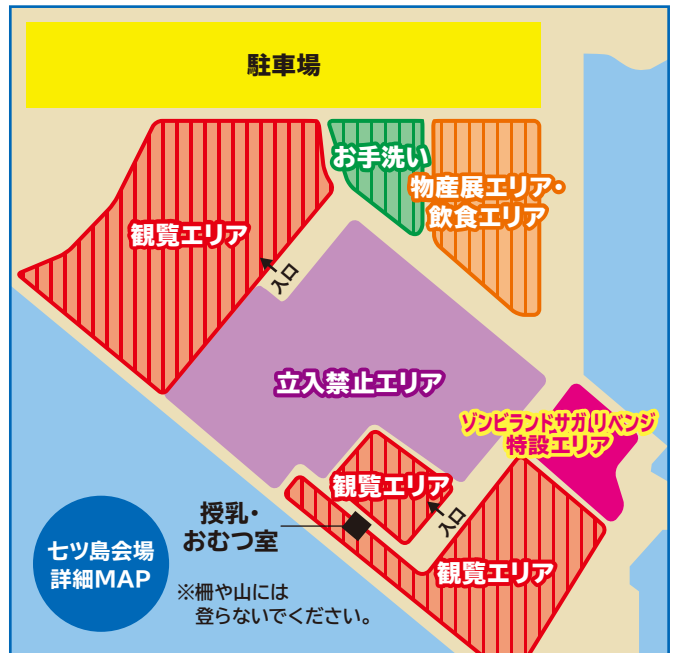 駐車場
お手洗い
物産展エリア・
飲食エリア
観覧エリア
入口
立入禁止エリア
ゾンビランドサガ リベンジ
特設エリア
観覧エリア
授乳・
おむつ室
入口
観覧エリア
七ツ島会場
詳細MAP
※柵や山には
登らないでください。